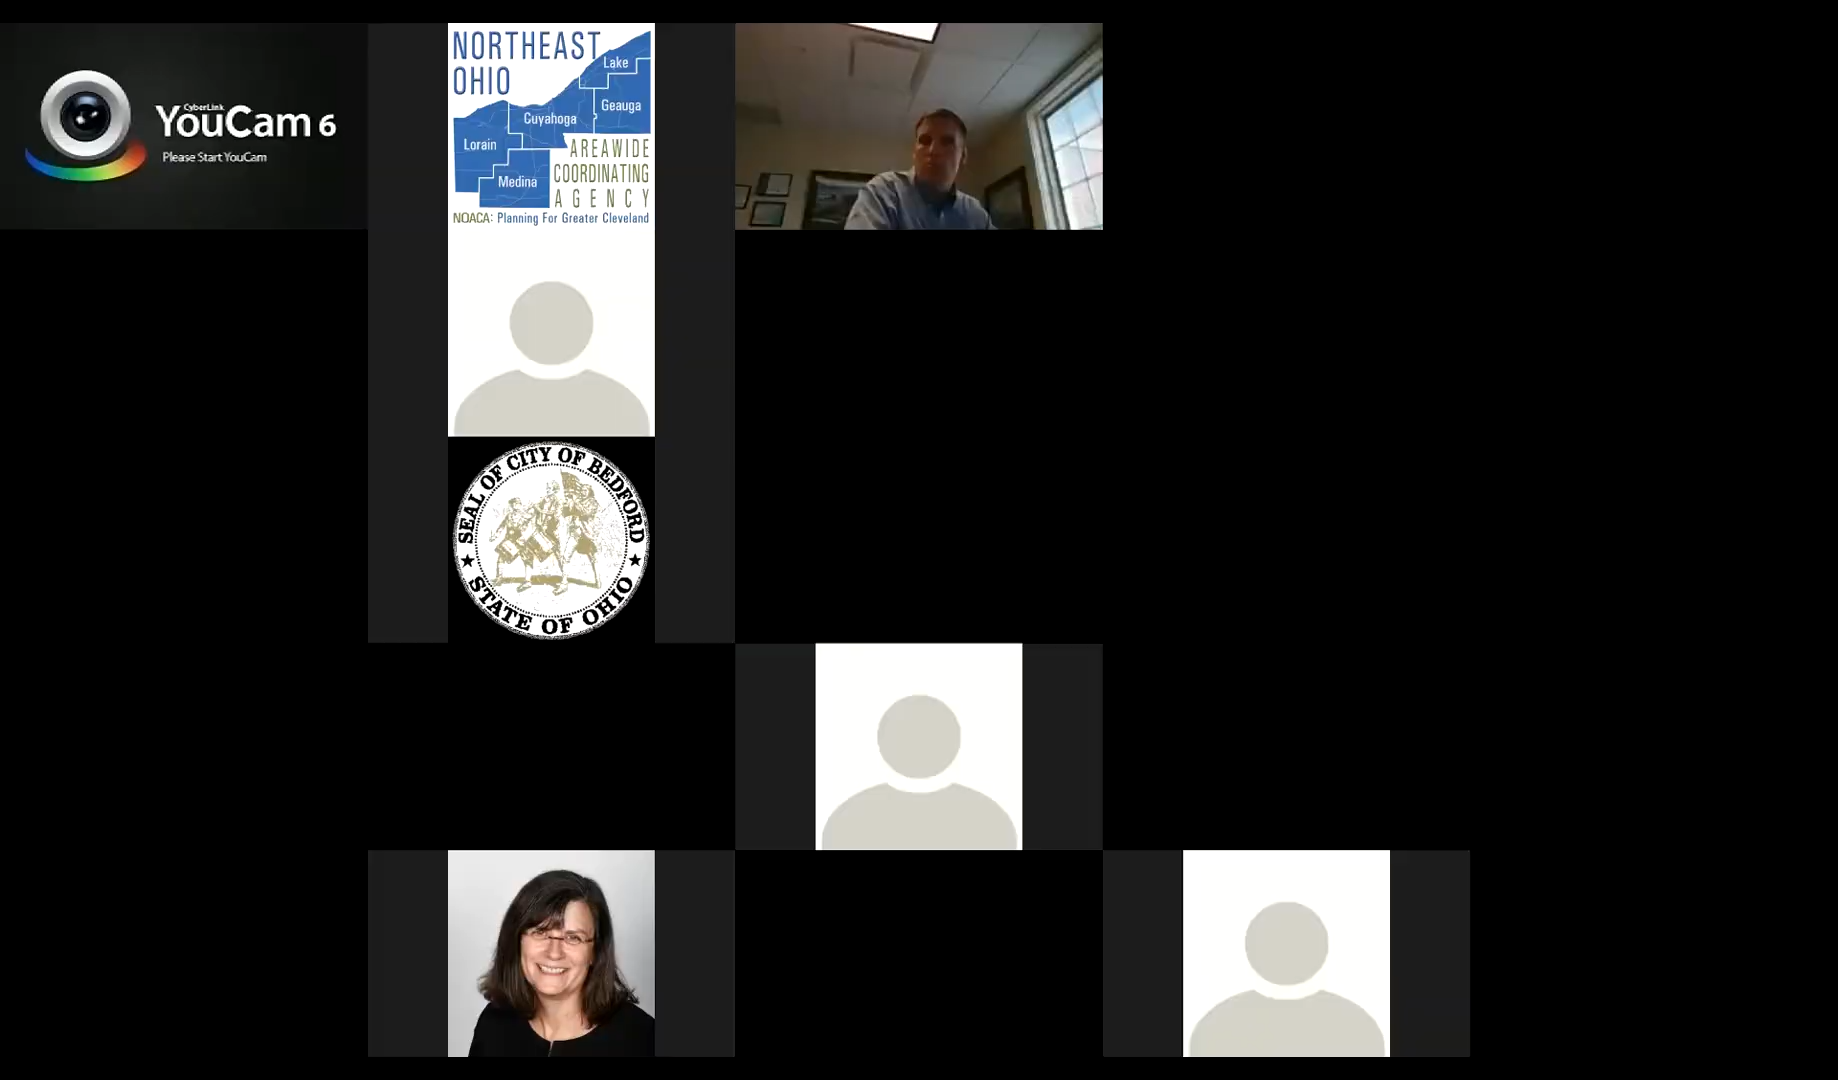 CyberLink
YouCam 6
Please Start YouCam
NORTHEAST
OHIO
Lake
Geauga
Cuyahoga
Lorain
Medina
AREAWIDE
COORDINATING
AGENCY
NOACA: Planning For Greater Cleveland
SEAL OF CITY OF BEDFORD
STATE OF OHIO